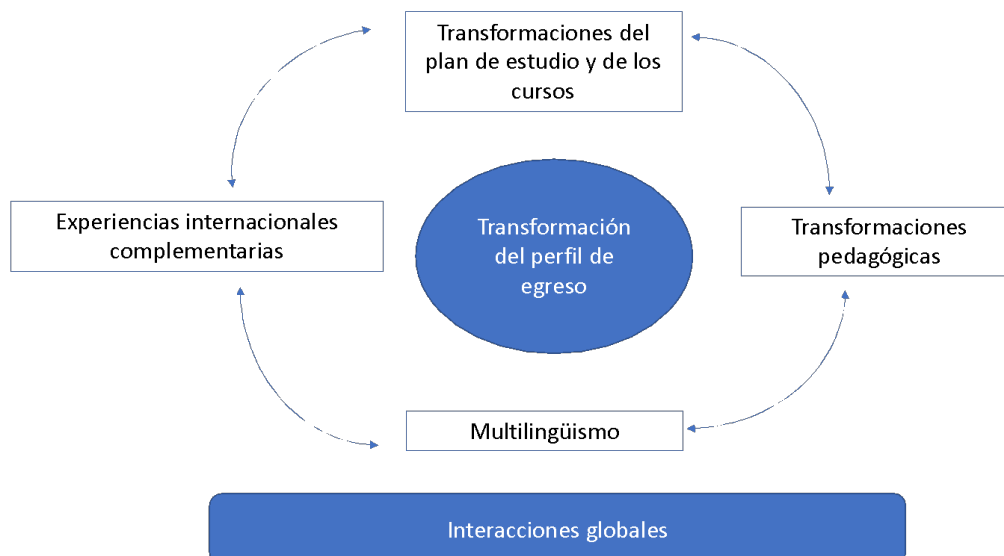 Transformaciones del
plan de estudio y de los
cursos
Experiencias internacionales
complementarias
Transformación
del perfil de
egreso
Transformaciones
pedagógicas
Multilingüismo
Interacciones globales